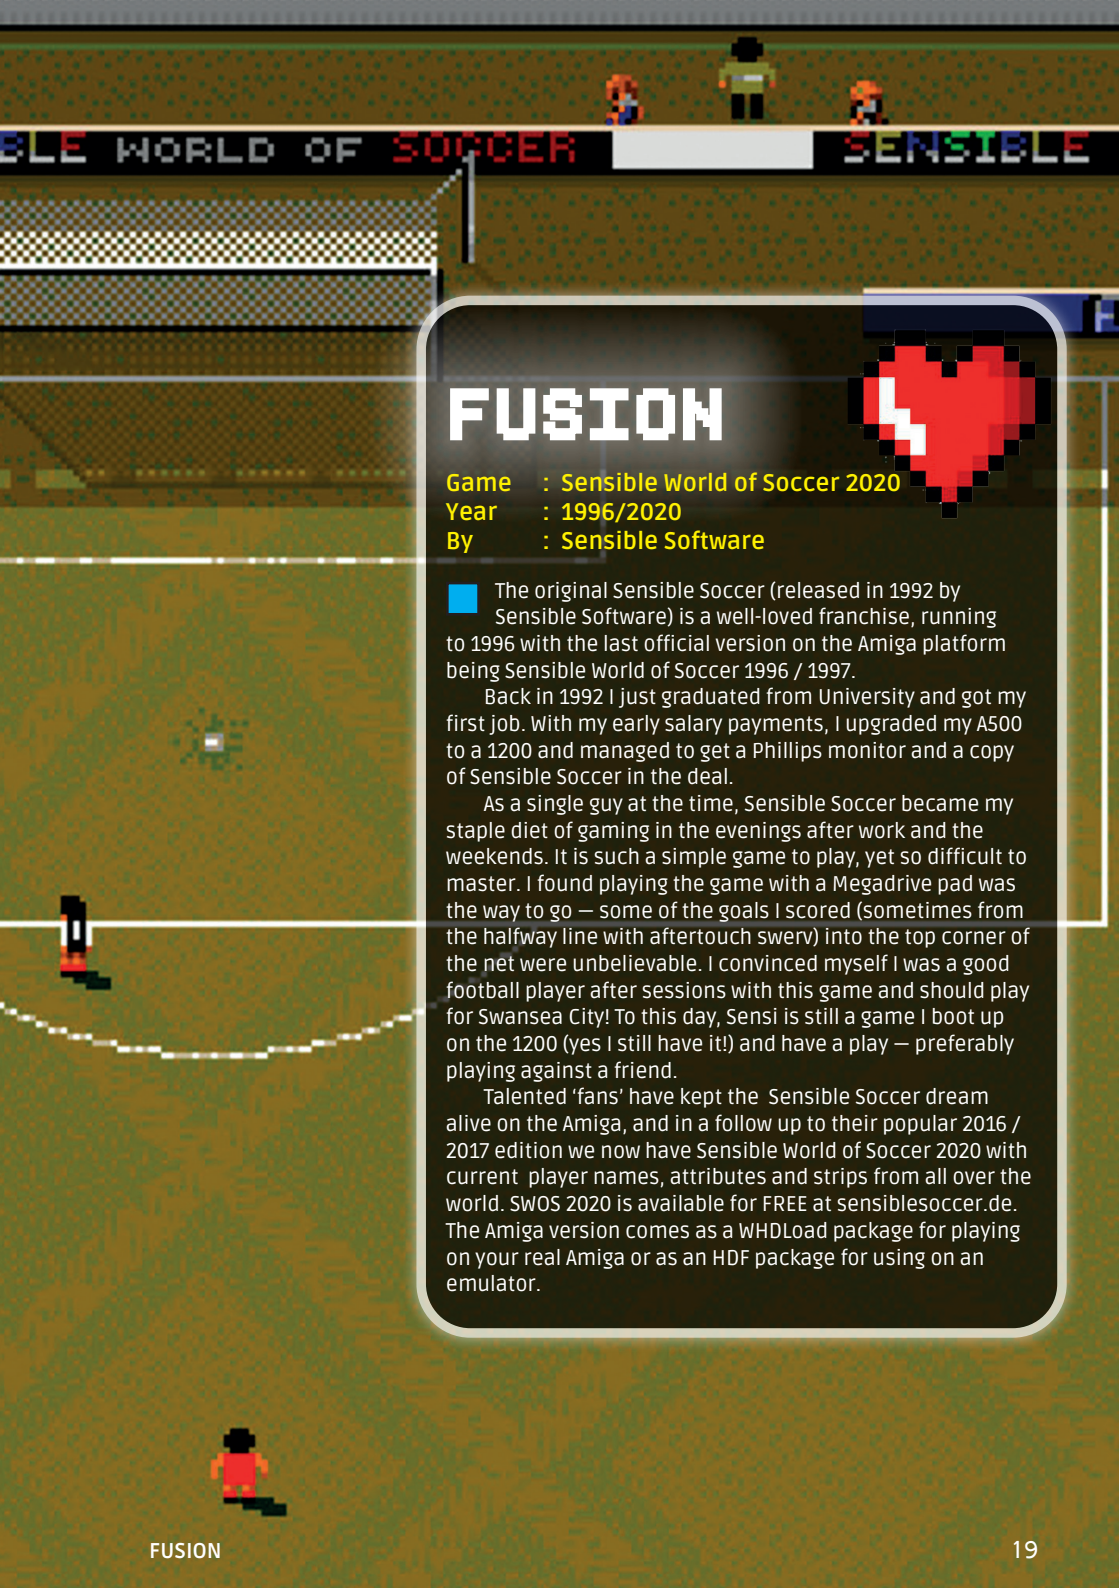 BLE WORLD OF SOCCER SENSIBLE
FUSION
Game : Sensible World of Soccer 2020
Year : 1996/2020
By : Sensible Software
The original Sensible Soccer (released in 1992 by
Sensible Software) is a well-loved franchise, running
to 1996 with the last official version on the Amiga platform
being Sensible World of Soccer 1996 / 1997.
Back in 1992 I just graduated from University and got my
first job. With my early salary payments, I upgraded my A500
to a 1200 and managed to get a Phillips monitor and a copy
of Sensible Soccer in the deal.
As a single guy at the time, Sensible Soccer became my
staple diet of gaming in the evenings after work and the
weekends. It is such a simple game to play, yet so difficult to
master. I found playing the game with a Megadrive pad was
the way to go — some of the goals I scored (sometimes from
the halfway line with aftertouch swerv) into the top corner of
the net were unbelievable. I convinced myself I was a good
football player after sessions with this game and should play
for Swansea City! To this day, Sensi is still a game I boot up
on the 1200 (yes I still have it!) and have a play — preferably
playing against a friend.
Talented ‘fans’ have kept the  Sensible Soccer dream
alive on the Amiga, and in a follow up to their popular 2016 /
2017 edition we now have Sensible World of Soccer 2020 with
current  player names, attributes and strips from all over the
world. SWOS 2020 is available for FREE at sensiblesoccer.de.
The Amiga version comes as a WHDLoad package for playing
on your real Amiga or as an HDF package for using on an
emulator.
FUSION 19